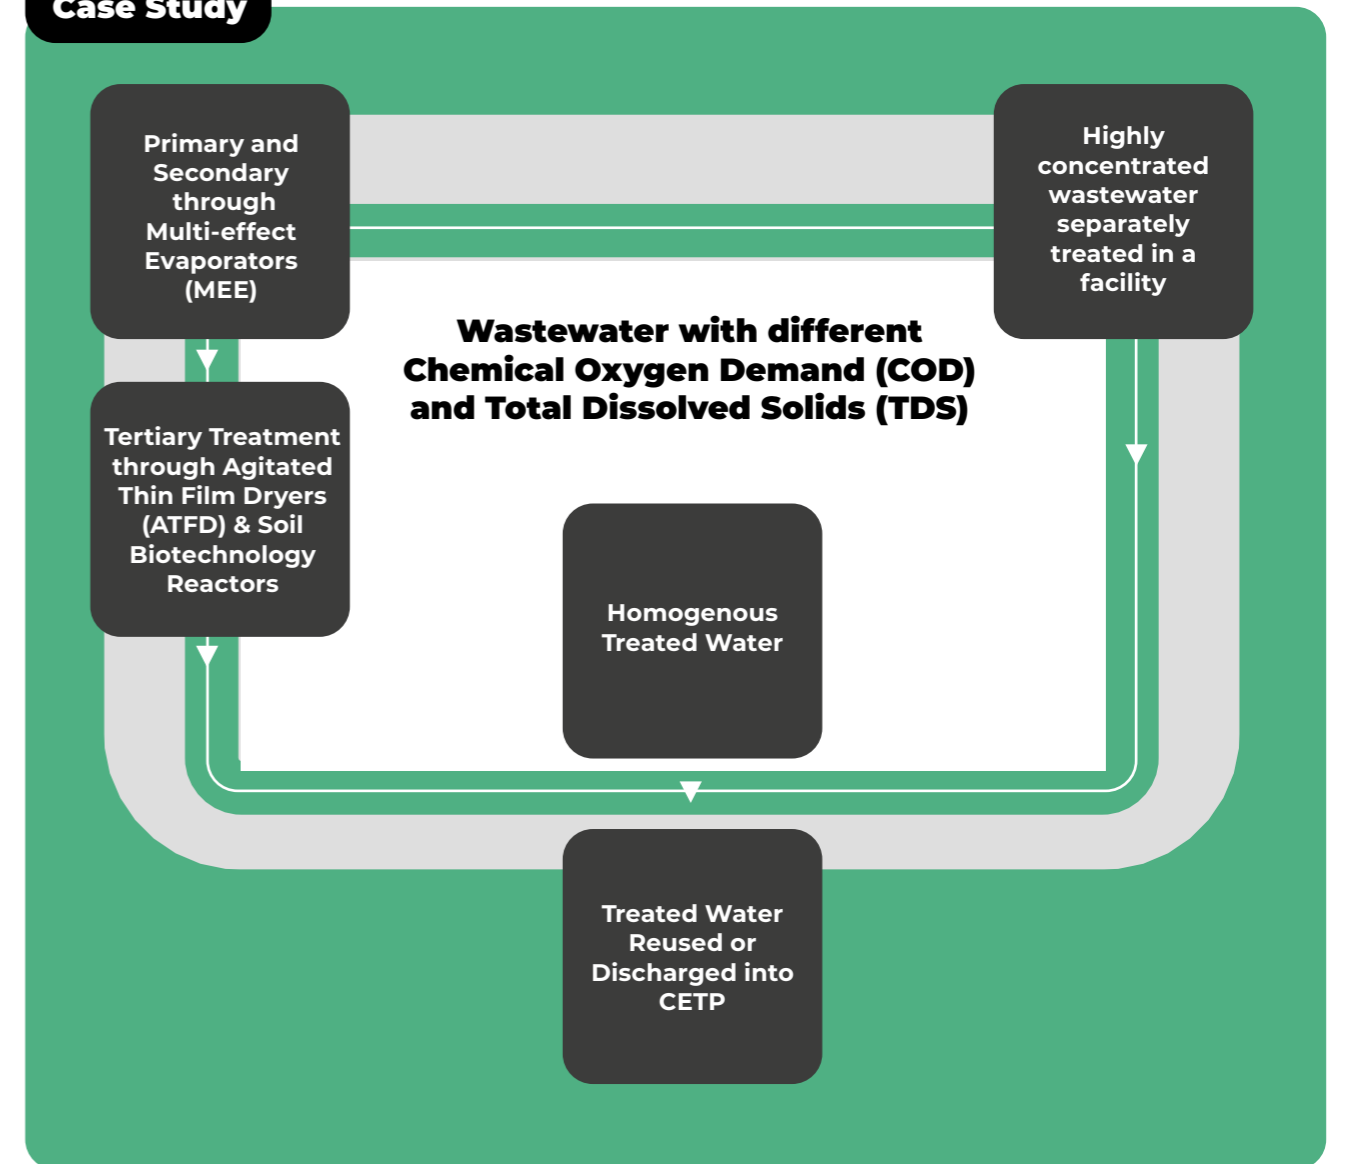 Case Study
Primary and
Secondary
through
Multi-effect
Evaporators
(MEE)
Highly
concentrated
wastewater
separately
treated in a
facility
Wastewater with different
Chemical Oxygen Demand (COD)
and Total Dissolved Solids (TDS)
Tertiary Treatment
through Agitated
Thin Film Dryers
(ATFD) & Soil
Biotechnology
Reactors
Homogenous
Treated Water
Treated Water
Reused or
Discharged into
CETP